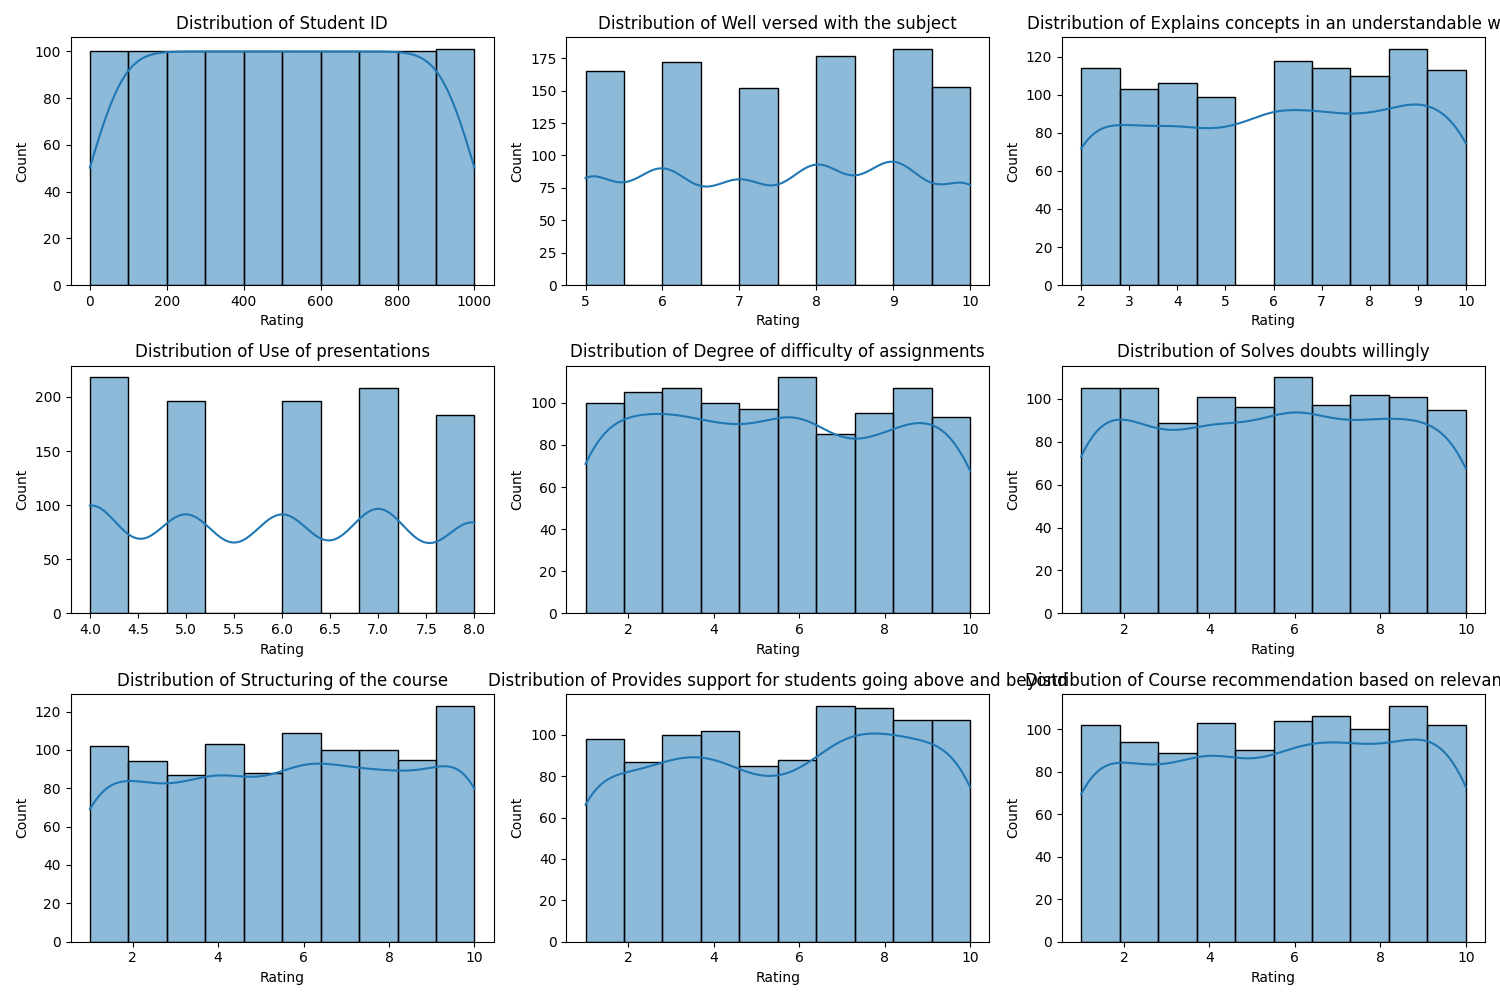 Distribution of Student ID
Count
100
80
60
40
20
0
0 200 400 600 800 1000
Rating
Distribution of Well versed with the subject
Count
175
150
125
100
75
50
25
0
5 6 7 8 9 10
Rating
Distribution of Explains concepts in an understandable w
Count
120
100
80
60
40
20
0
2 3 4 5 6 7 8 9 10
Rating
Distribution of Use of presentations
Count
200
150
100
50
0
4.0 4.5 5.0 5.5 6.0 6.5 7.0 7.5 8.0
Rating
Distribution of Degree of difficulty of assignments
Count
100
80
60
40
20
0
2 4 6 8 10
Rating
Distribution of Solves doubts willingly
Count
100
80
60
40
20
0
2 4 6 8 10
Rating
Distribution of Structuring of the course
Count
120
100
80
60
40
20
0
2 4 6 8 10
Rating
Distribution of Provides support for students going above and beyond
Count
100
80
60
40
20
0
2 4 6 8 10
Rating
Distribution of Course recommendation based on relevan
Count
100
80
60
40
20
0
2 4 6 8 10
Rating